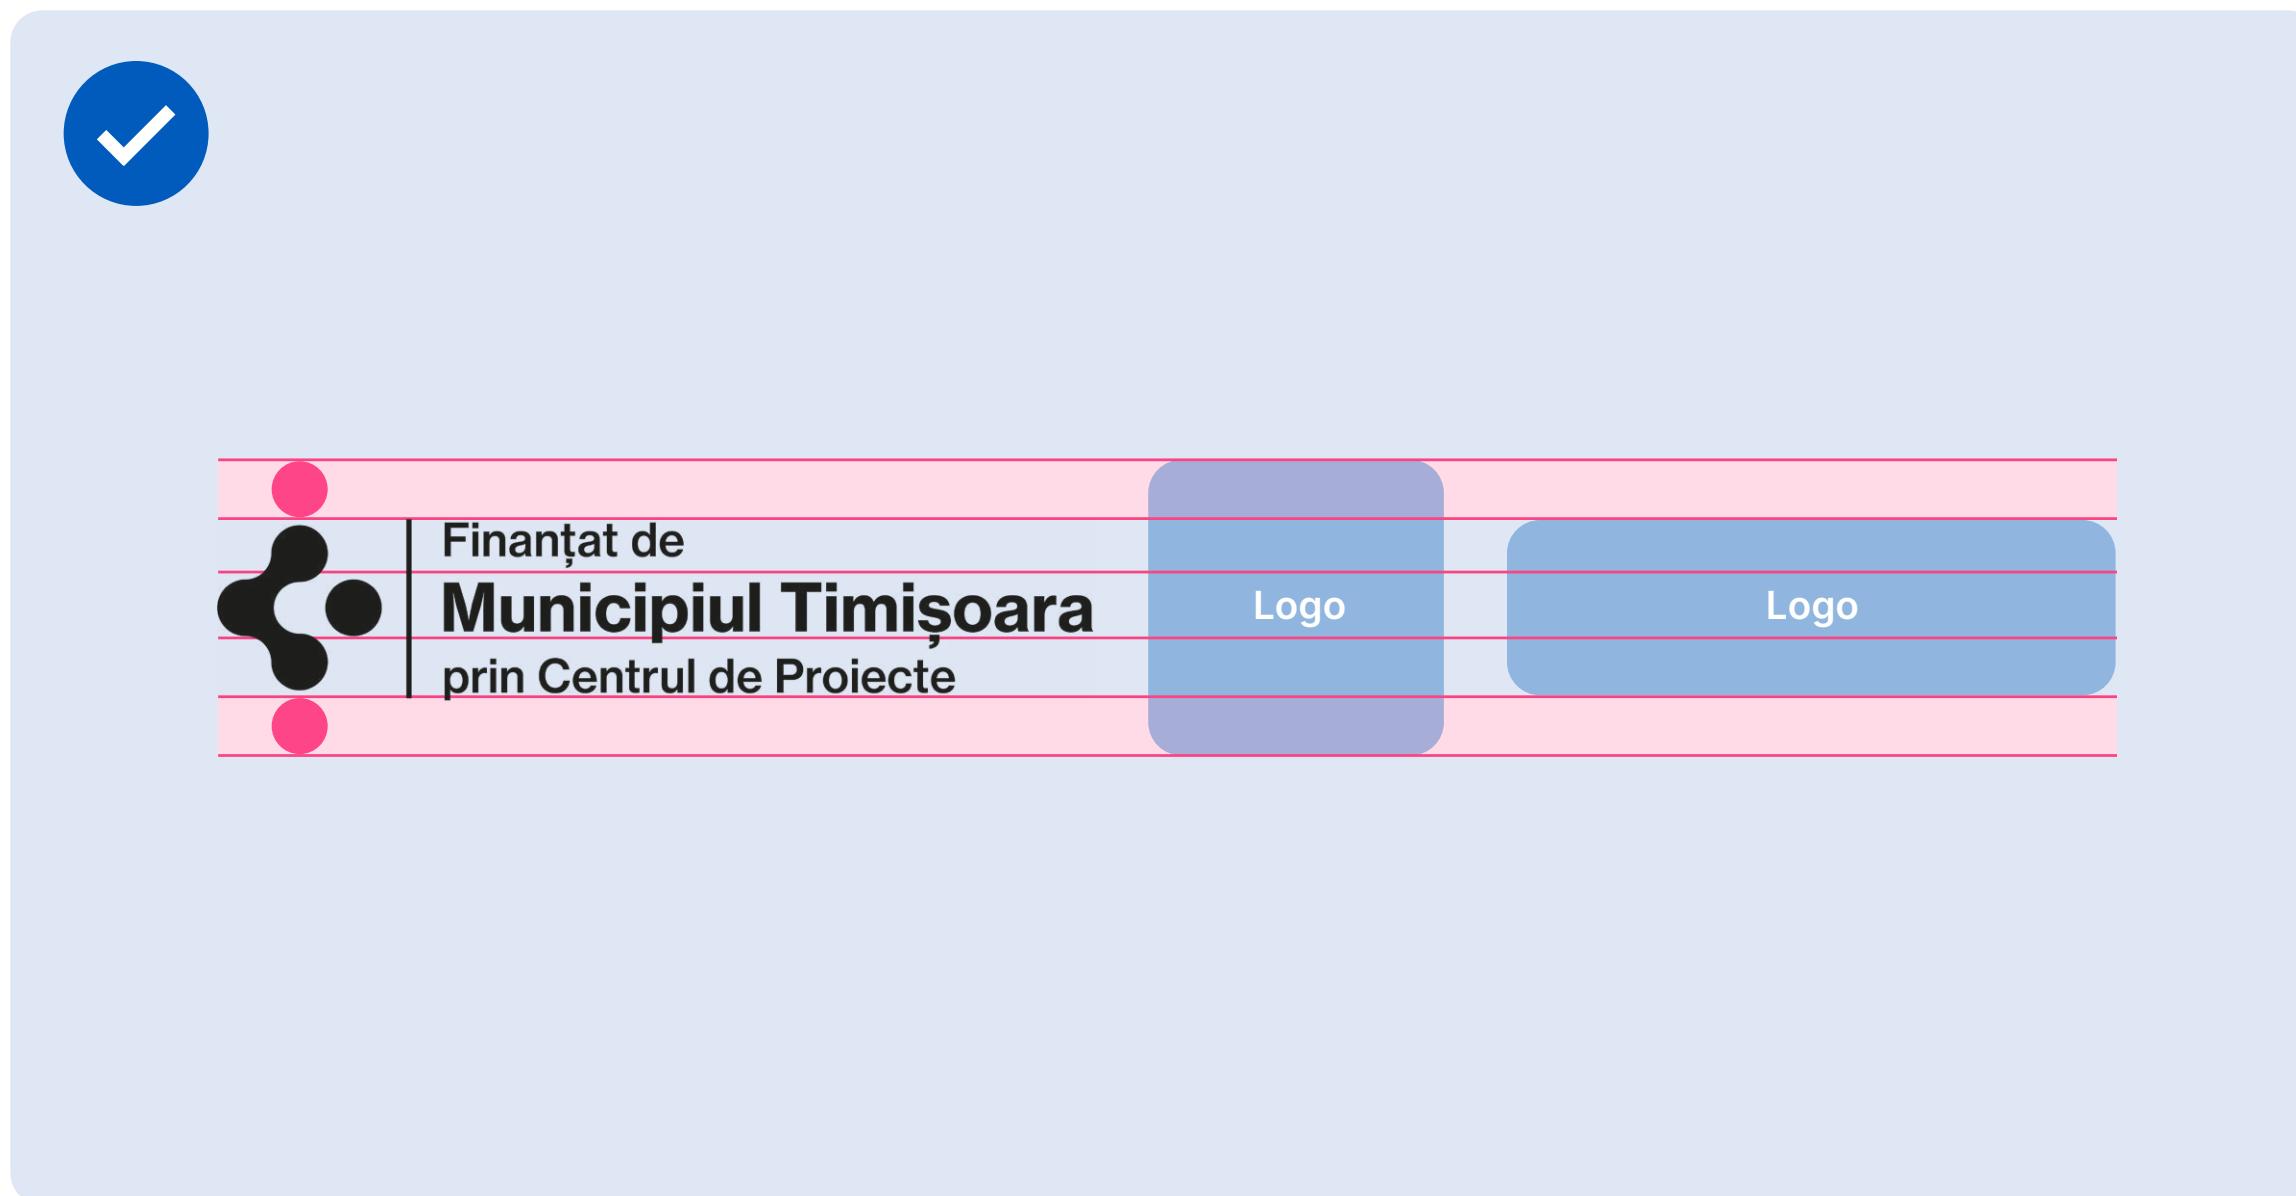 Finanțat de
Municipiul Timișoara
prin Centrul de Proiecte
Logo
Logo